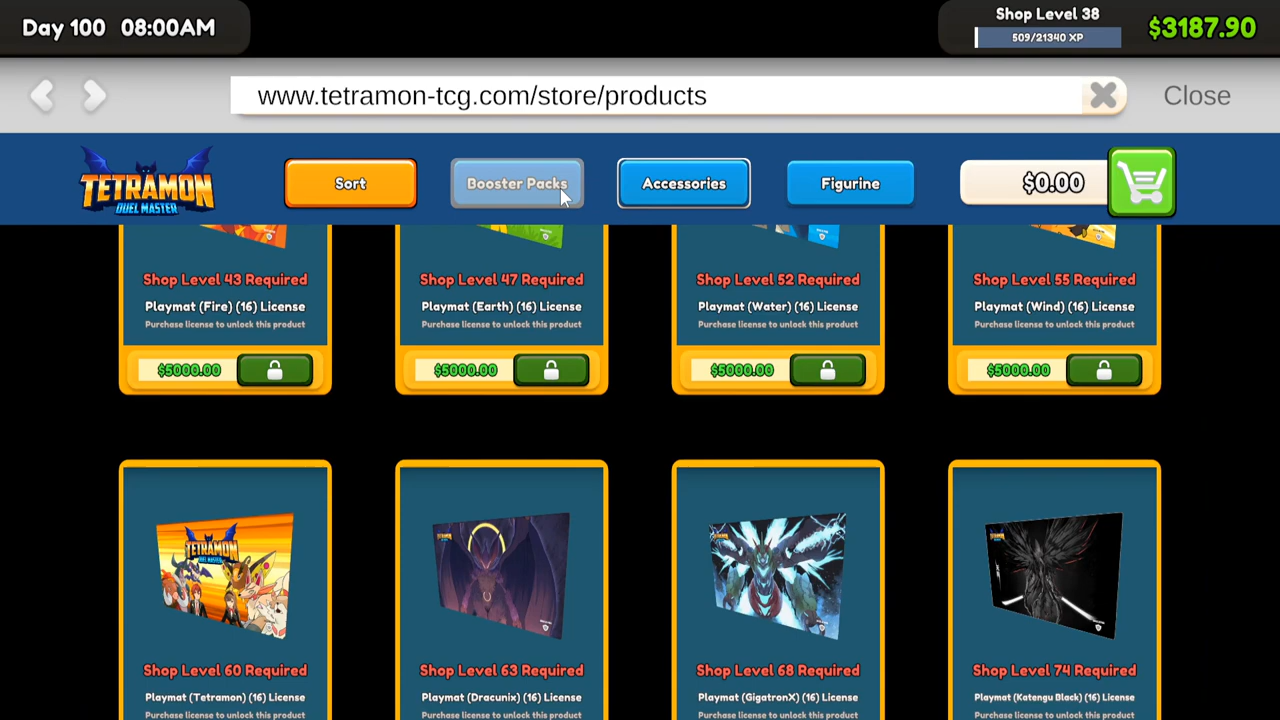 Day 100 08:00AM
Shop Level 38
509/21340 XP
$3187.90
www.tetramon-tcg.com/store/products
Close
TETRAMON
DUEL MASTER
Sort
Booster Packs
Accessories
Figurine
$0.00
Shop Level 43 Required
Playmat (Fire) (16) License
Purchase license to unlock this product
$5000.00
Shop Level 47 Required
Playmat (Earth) (16) License
Purchase license to unlock this product
$5000.00
Shop Level 52 Required
Playmat (Water) (16) License
Purchase license to unlock this product
$5000.00
Shop Level 55 Required
Playmat (Wind) (16) License
Purchase license to unlock this product
$5000.00
TETRAMON
Shop Level 60 Required
Playmat (Tetramon) (16) License
Purchase license to unlock this product
Shop Level 63 Required
Playmat (Dracunix) (16) License
Purchase license to unlock this product
Shop Level 68 Required
Playmat (GigatronX) (16) License
Purchase license to unlock this product
Shop Level 74 Required
Playmat (Katengu Black) (16) License
Purchase license to unlock this product